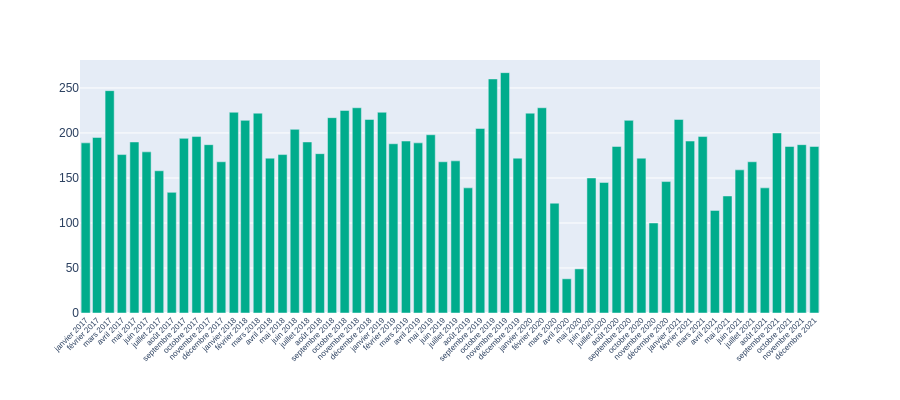 250
200
150
100
50
0
janvier 2017
février 2017
mars 2017
avril 2017
mai 2017
juin 2017
juillet 2017
août 2017
septembre 2017
octobre 2017
novembre 2017
décembre 2017
janvier 2018
février 2018
mars 2018
avril 2018
mai 2018
juin 2018
juillet 2018
août 2018
septembre 2018
octobre 2018
novembre 2018
décembre 2018
janvier 2019
février 2019
mars 2019
avril 2019
mai 2019
juin 2019
juillet 2019
août 2019
septembre 2019
octobre 2019
novembre 2019
décembre 2019
janvier 2020
février 2020
mars 2020
avril 2020
mai 2020
juin 2020
juillet 2020
août 2020
septembre 2020
octobre 2020
novembre 2020
décembre 2020
janvier 2021
février 2021
mars 2021
avril 2021
mai 2021
juin 2021
juillet 2021
août 2021
septembre 2021
octobre 2021
novembre 2021
décembre 2021